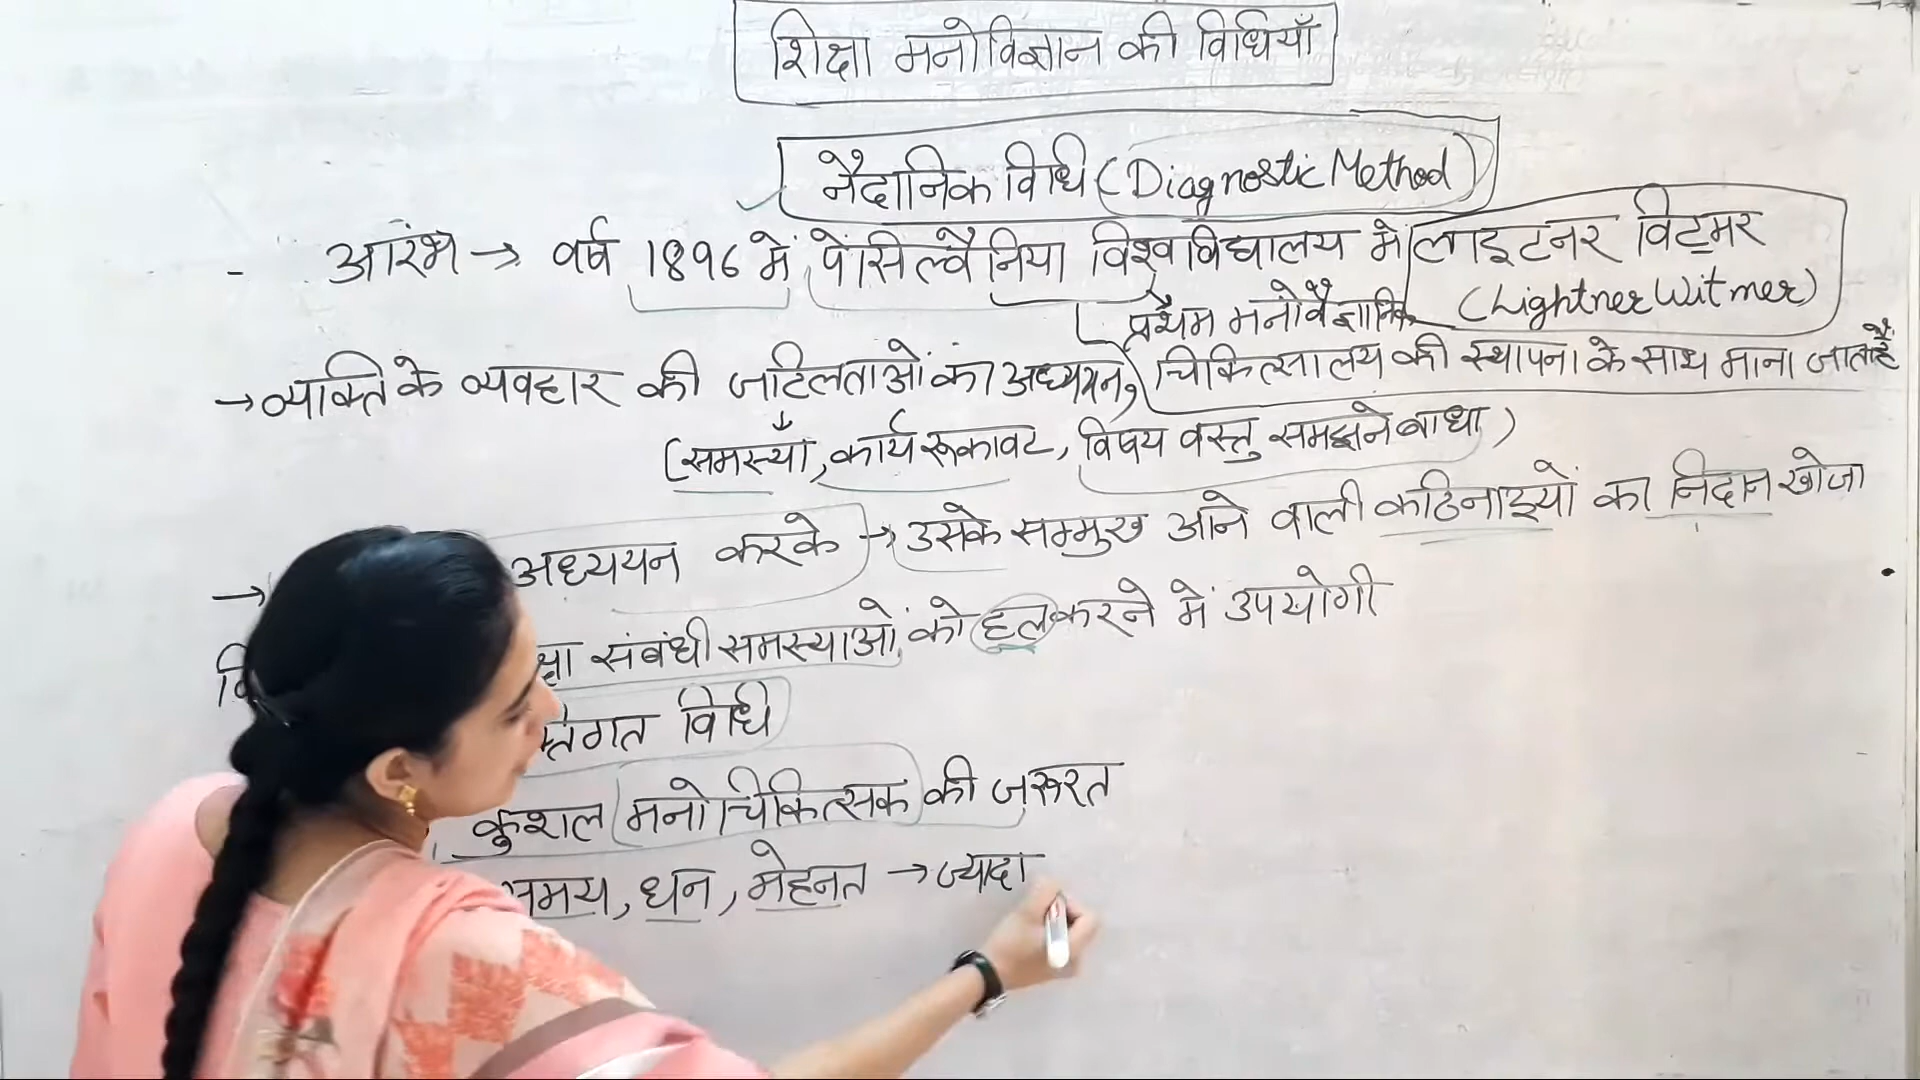 शिक्षा मनोविज्ञान की विधियाँ
नैदानिक विधि (Diagnostic Method)
- आरंभ → वर्ष 1896 में पेंसिल्वैनिया विश्वविद्यालय में लाइटनर विटमर
(Lightner Witmer)
प्रथम मनोवैज्ञानिक
चिकित्सालय की स्थापना के साथ माना जाता है
→ व्यक्ति के व्यवहार की जटिलताओं का अध्ययन,
(समस्याँ, कार्य रूकावट, विषय वस्तु समझने बाधा)
→ अध्ययन करके → उसके सम्मुख आने वाली कठिनाइयों का निदान खोजा
संबंधी समस्याओं को हल करने में उपयोगी
विधि
कुशल मनोचिकित्सक की जरूरत
समय, धन, मेहनत → ज्यादा